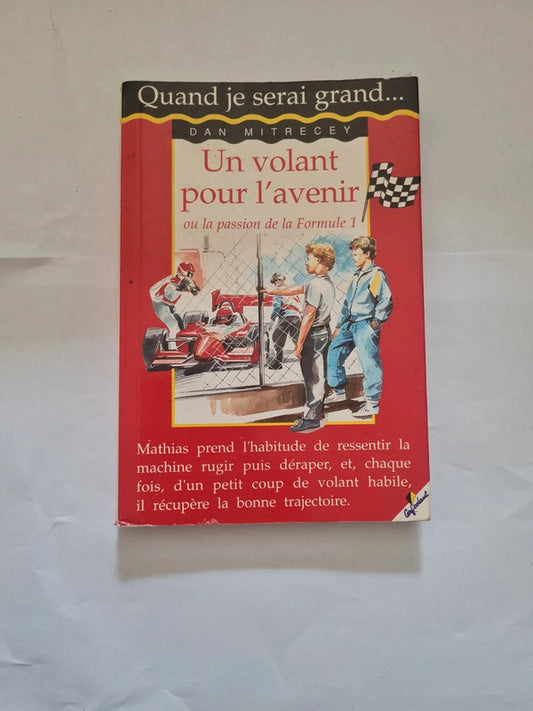 Quand je serai grand...
DAN MITRECEY
Un volant
pour l'avenir
ou la passion de la Formule 1
Mathias prend l'habitude de ressentir la
machine rugir puis déraper, et, chaque
fois, d'un petit coup de volant habile,
il récupère la bonne trajectoire.